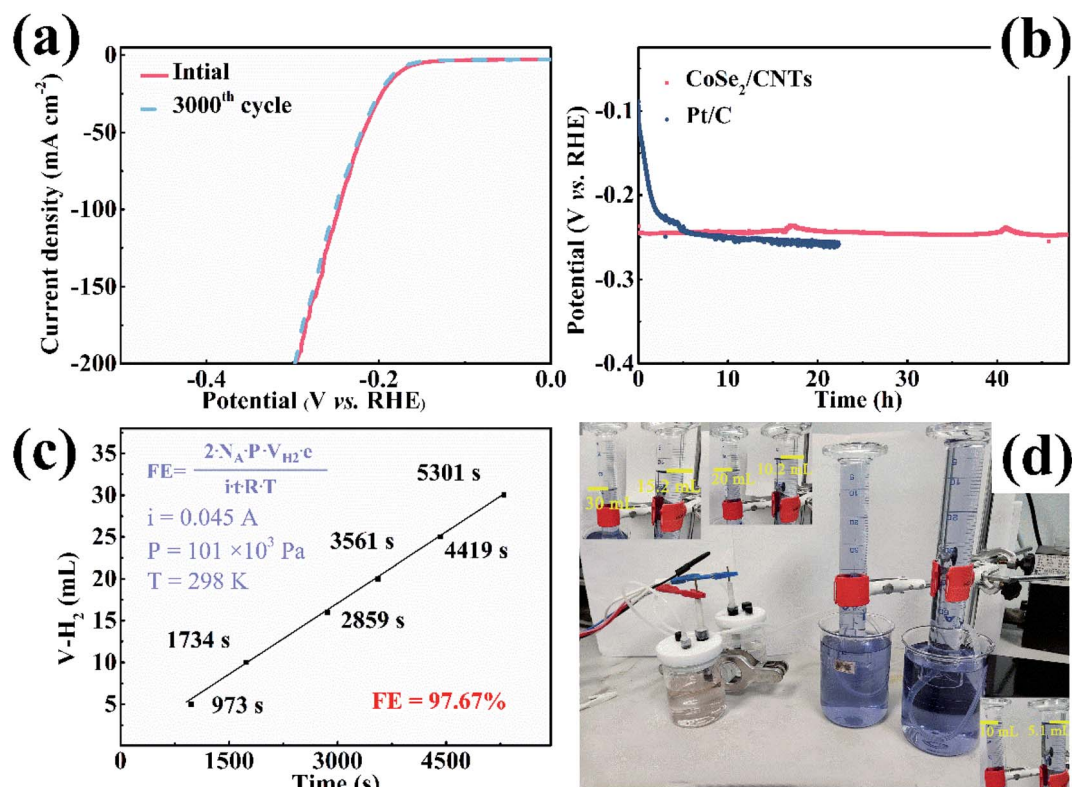 (a)
Intial
3000th cycle
Current density (mA cm-2)
0
-50
-100
-150
-200
-0.4
-0.2
0.0
Potential (V vs. RHE)
(b)
CoSe2/CNTs
Pt/C
Potential (V vs. RHE)
-0.1
-0.2
-0.3
-0.4
0
10
20
30
40
Time (h)
(c)
FE= 2·NA·P·VH2·e
i·t·R·T
i = 0.045 A
P = 101 ×103 Pa
T = 298 K
V-H2 (mL)
35
30
25
20
15
10
5
5301 s
3561 s
4419 s
1734 s
2859 s
973 s
FE = 97.67%
0
1500
3000
4500
Time (s)
(d)
30 mL
15.2 mL
20 mL
10.2 mL
5.1 mL